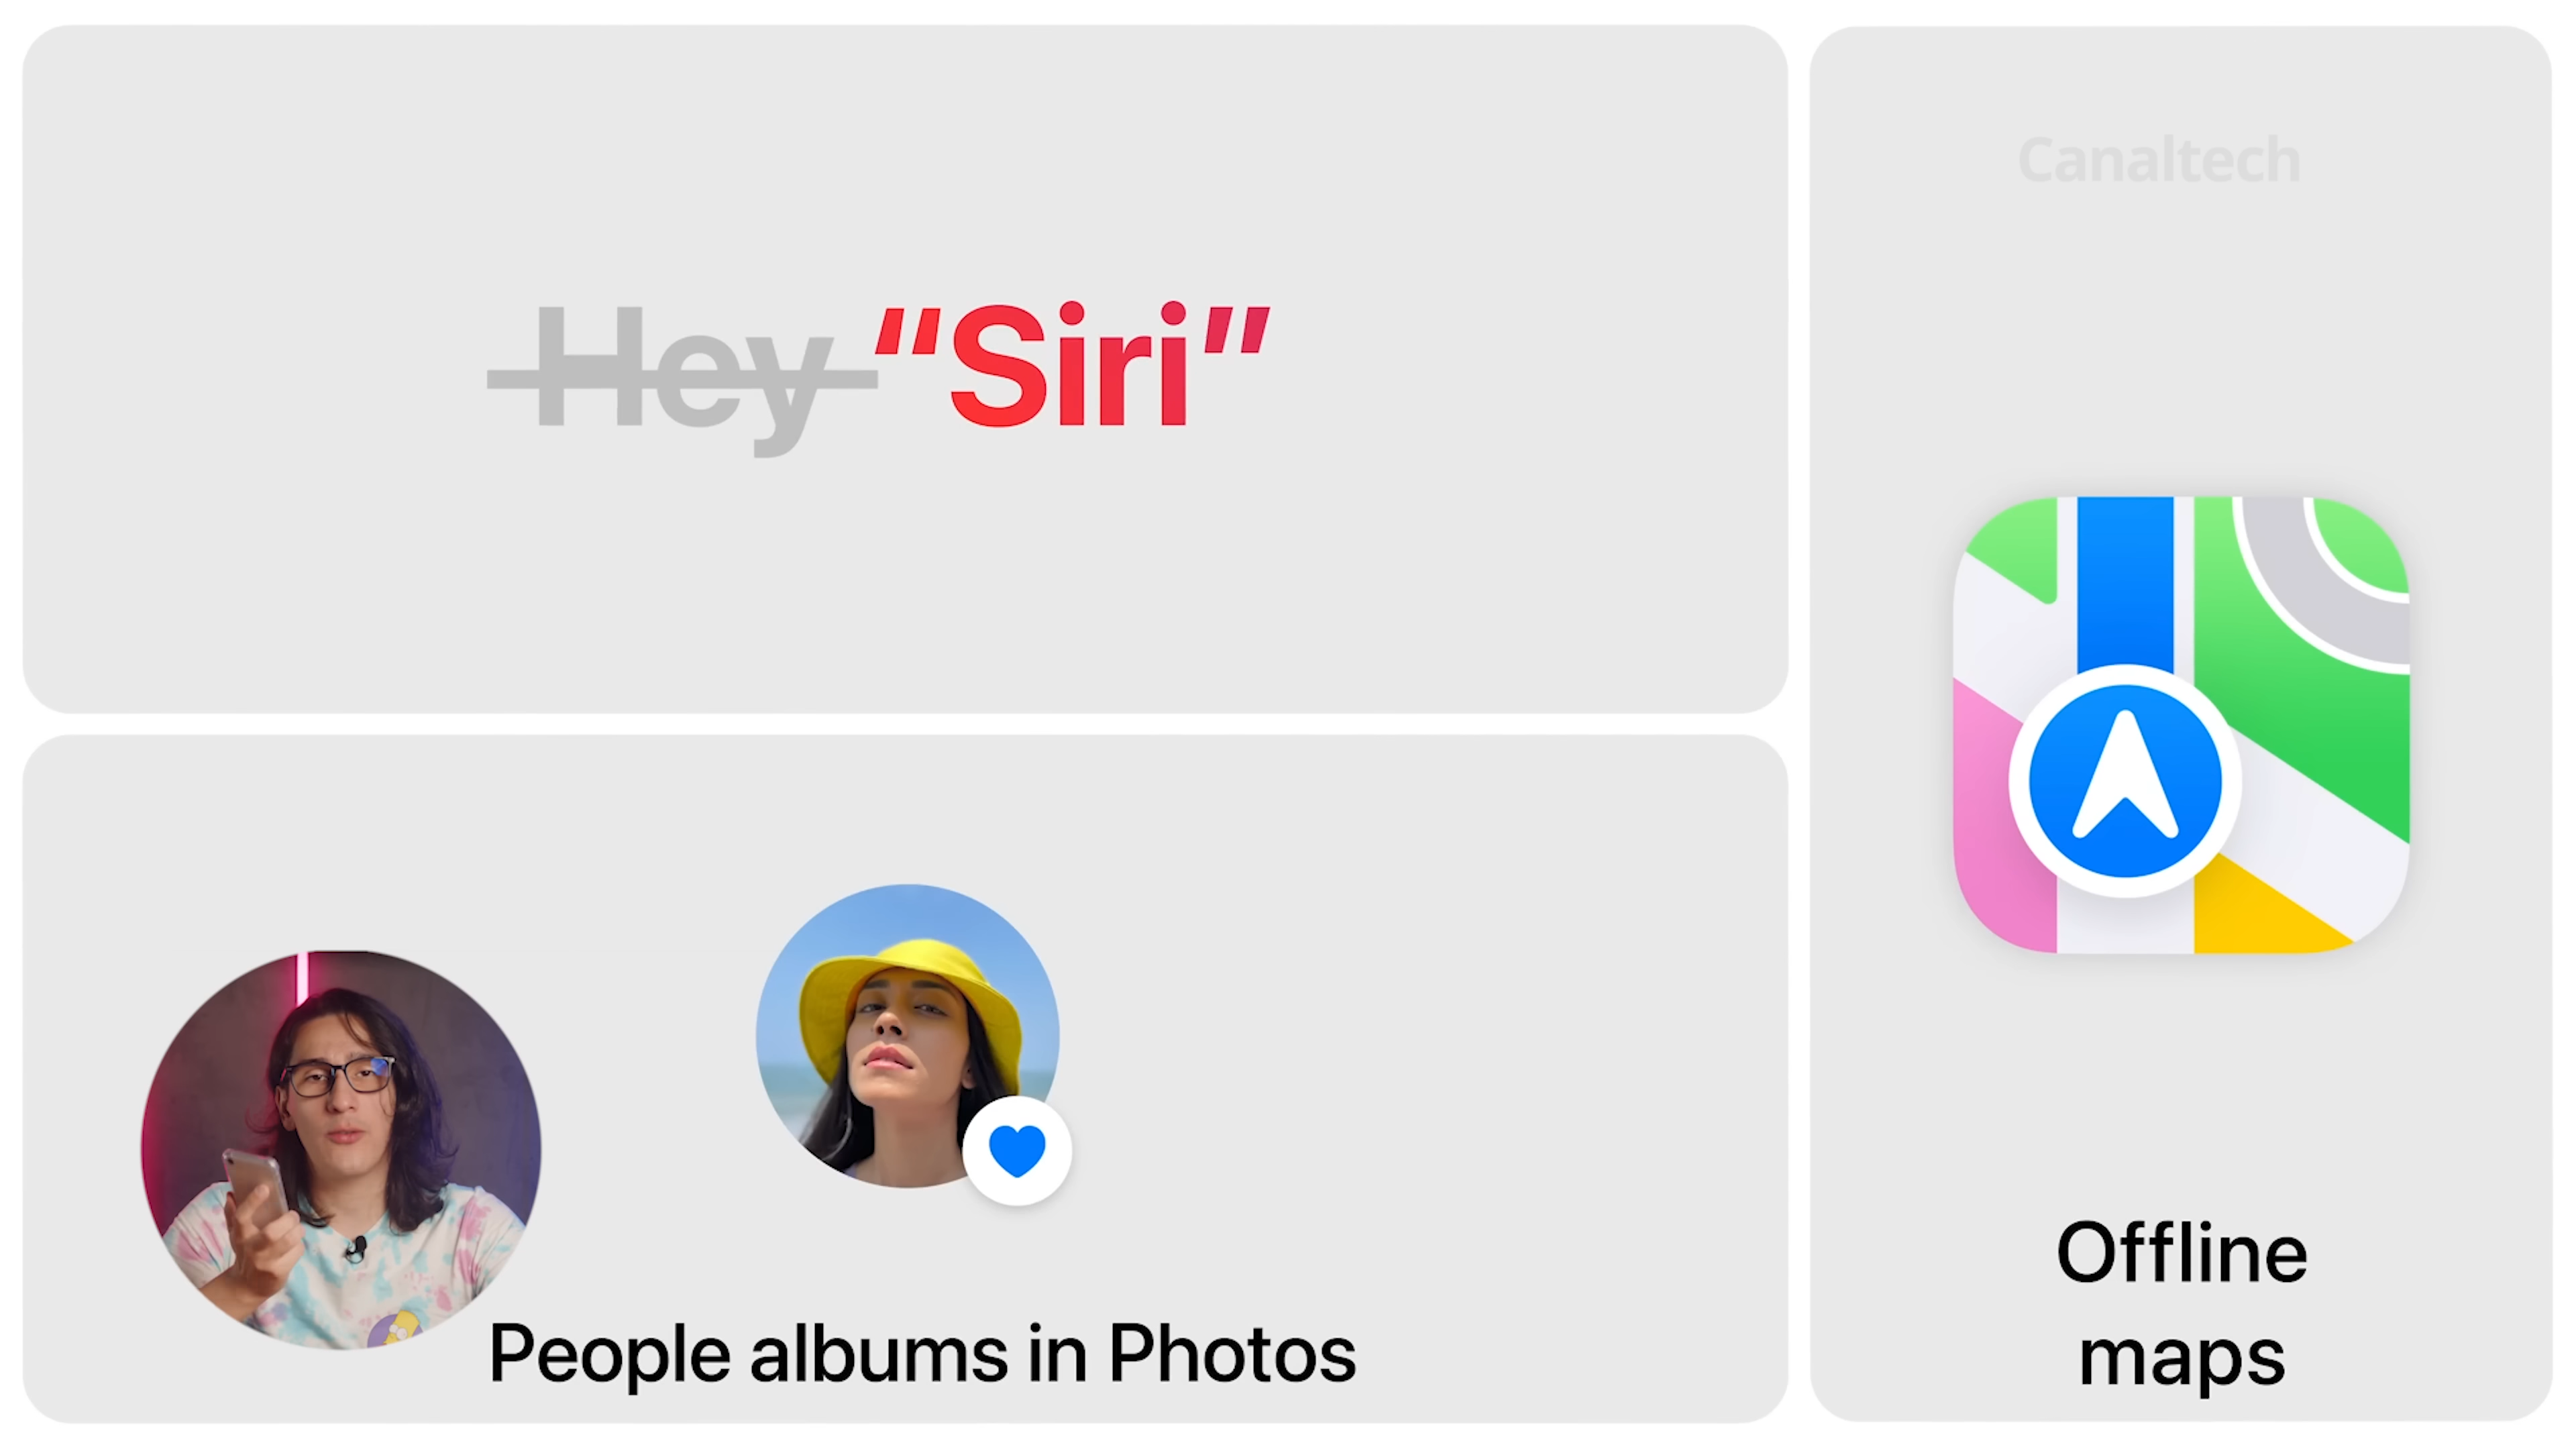 Hey “Siri”
People albums in Photos
Canaltech
Offline
maps